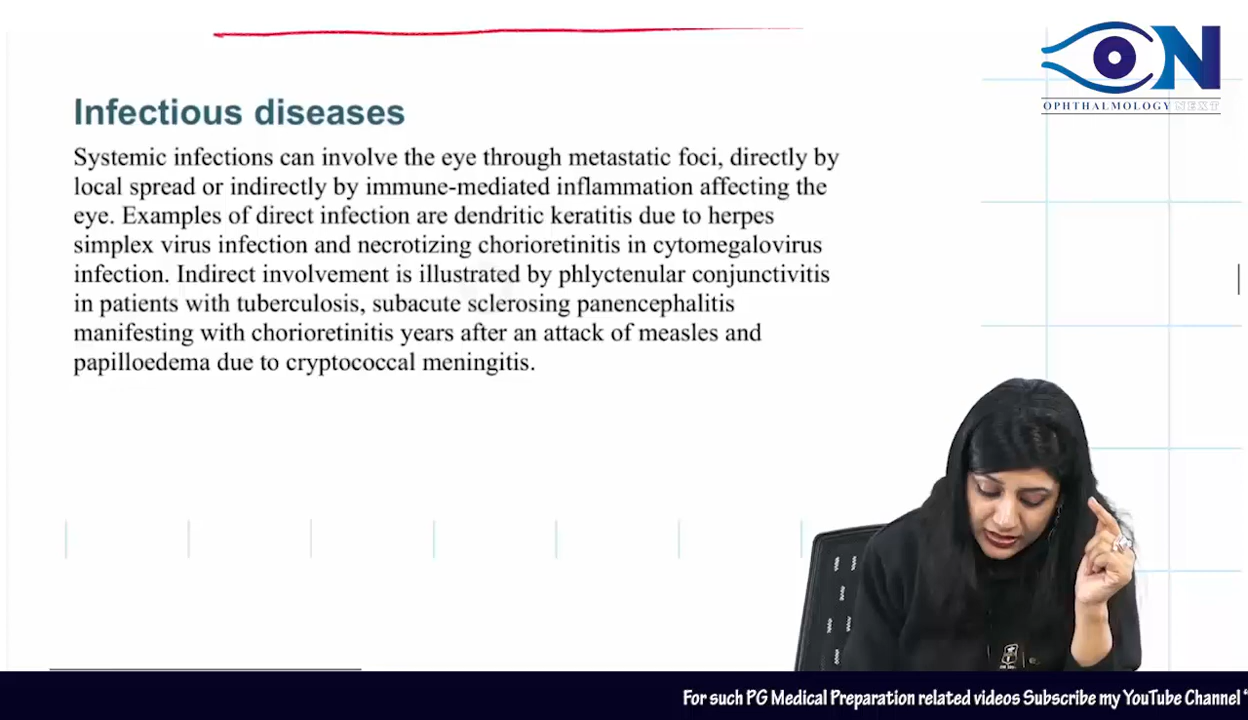 ON
OPHTHALMOLOGY NEXT
Infectious diseases
Systemic infections can involve the eye through metastatic foci, directly by
local spread or indirectly by immune-mediated inflammation affecting the
eye. Examples of direct infection are dendritic keratitis due to herpes
simplex virus infection and necrotizing chorioretinitis in cytomegalovirus
infection. Indirect involvement is illustrated by phlyctenular conjunctivitis
in patients with tuberculosis, subacute sclerosing panencephalitis
manifesting with chorioretinitis years after an attack of measles and
papilloedema due to cryptococcal meningitis.
For such PG Medical Preparation related videos Subscribe my YouTube Channel "